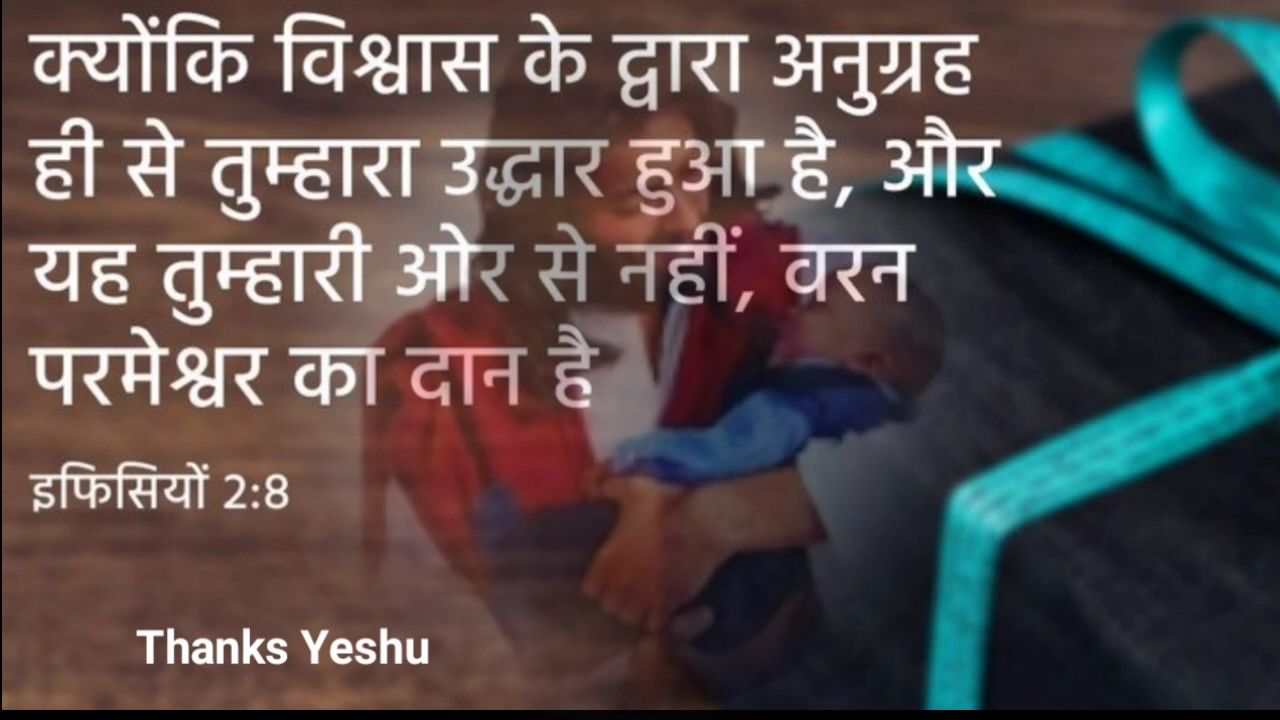 क्योंकि विश्वास के द्वारा अनुग्रह
ही से तुम्हारा उद्धार हुआ है, और
यह तुम्हारी ओर से नहीं, वरन
परमेश्वर का दान है
इफिसियों 2:8
Thanks Yeshu